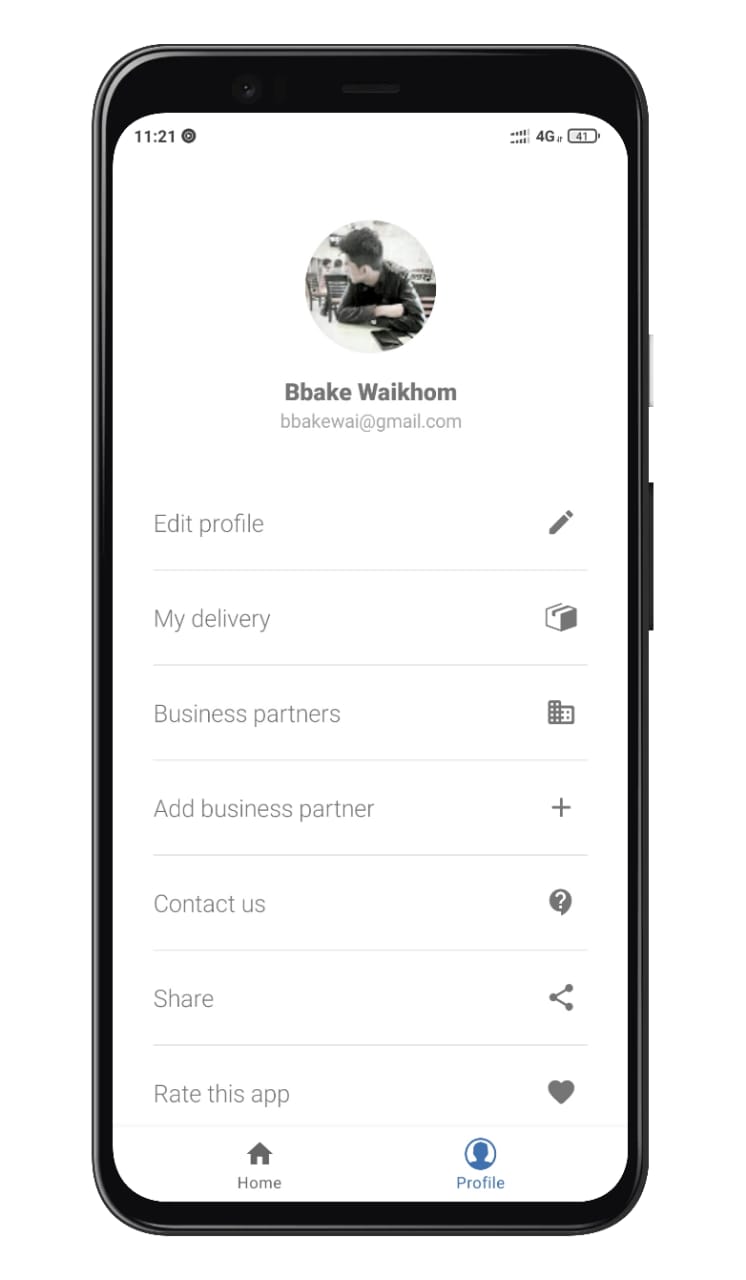 11:21 4G 41
Bbake Waikhom
bbakewai@gmail.com
Edit profile
My delivery
Business partners
Add business partner
Contact us
Share
Rate this app
Home Profile